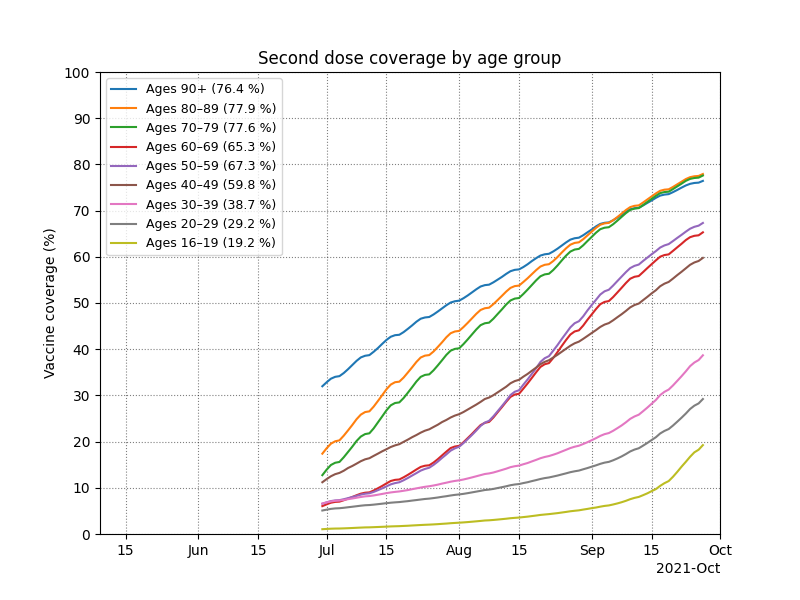 Second dose coverage by age group
Vaccine coverage (%)
100
90
80
70
60
50
40
30
20
10
0
Ages 90+ (76.4 %)
Ages 80–89 (77.9 %)
Ages 70–79 (77.6 %)
Ages 60–69 (65.3 %)
Ages 50–59 (67.3 %)
Ages 40–49 (59.8 %)
Ages 30–39 (38.7 %)
Ages 20–29 (29.2 %)
Ages 16–19 (19.2 %)
15 Jun 15 Jul 15 Aug 15 Sep 15 Oct
2021-Oct